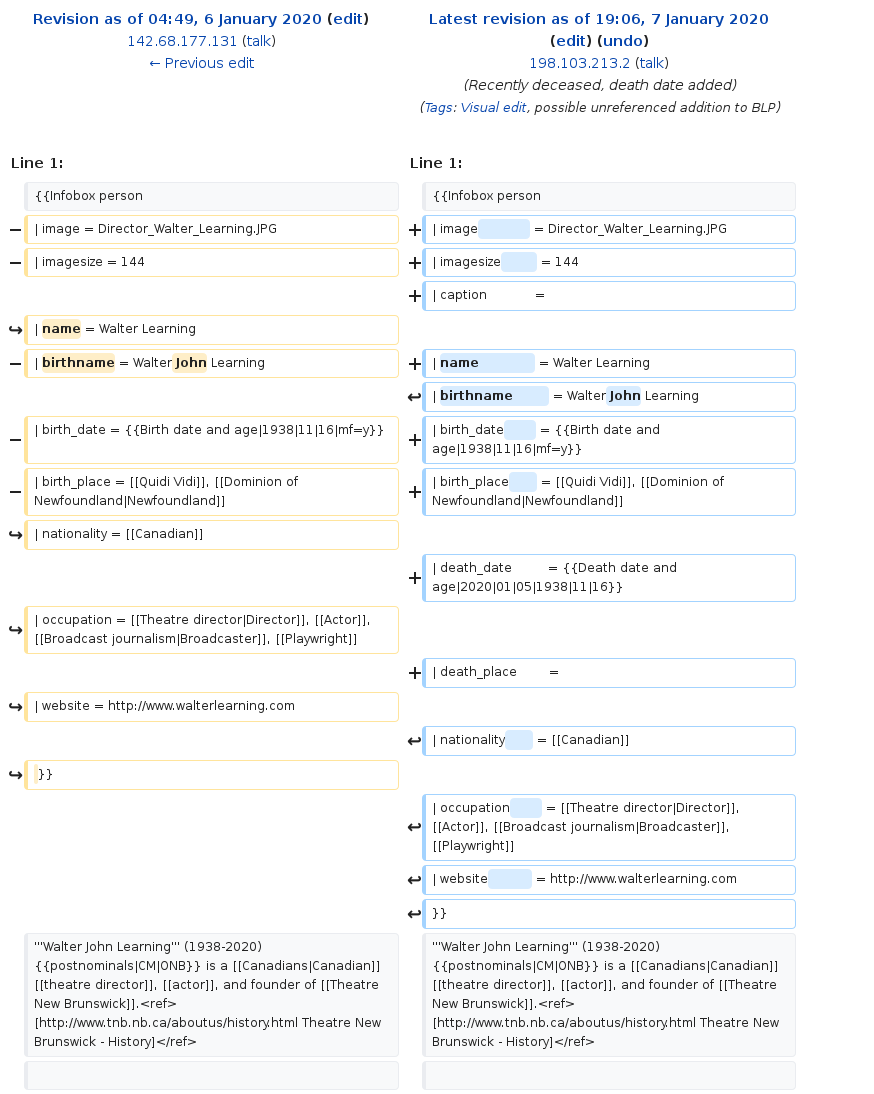 Revision as of 04:49, 6 January 2020 (edit)
142.68.177.131 (talk)
← Previous edit
Latest revision as of 19:06, 7 January 2020
(edit) (undo)
198.103.213.2 (talk)
(Recently deceased, death date added)
(Tags: Visual edit, possible unreferenced addition to BLP)
Line 1:
Line 1:
{{Infobox person
{{Infobox person
− | image = Director_Walter_Learning.JPG
+ | image = Director_Walter_Learning.JPG
− | imagesize = 144
+ | imagesize = 144
+ | caption =
↪ | name = Walter Learning
− | birthname = Walter John Learning
+ | name = Walter Learning
↩ | birthname = Walter John Learning
− | birth_date = {{Birth date and age|1938|11|16|mf=y}}
+ | birth_date = {{Birth date and
age|1938|11|16|mf=y}}
− | birth_place = [[Quidi Vidi]], [[Dominion of
Newfoundland|Newfoundland]]
+ | birth_place = [[Quidi Vidi]], [[Dominion of
Newfoundland|Newfoundland]]
↪ | nationality = [[Canadian]]
+ | death_date = {{Death date and
age|2020|01|05|1938|11|16}}
↪ | occupation = [[Theatre director|Director]], [[Actor]],
[[Broadcast journalism|Broadcaster]], [[Playwright]]
+ | death_place =
↪ | website = http://www.walterlearning.com
↩ | nationality = [[Canadian]]
↪ }}
↩ | occupation = [[Theatre director|Director]],
[[Actor]], [[Broadcast journalism|Broadcaster]],
[[Playwright]]
↩ | website = http://www.walterlearning.com
↩ }}
'''Walter John Learning''' (1938-2020)
{{postnominals|CM|ONB}} is a [[Canadians|Canadian]]
[[theatre director]], [[actor]], and founder of [[Theatre
New Brunswick]].<ref>
[http://www.tnb.nb.ca/aboutus/history.html Theatre New
Brunswick - History]</ref>
'''Walter John Learning''' (1938-2020)
{{postnominals|CM|ONB}} is a [[Canadians|Canadian]]
[[theatre director]], [[actor]], and founder of [[Theatre
New Brunswick]].<ref>
[http://www.tnb.nb.ca/aboutus/history.html Theatre New
Brunswick - History]</ref>